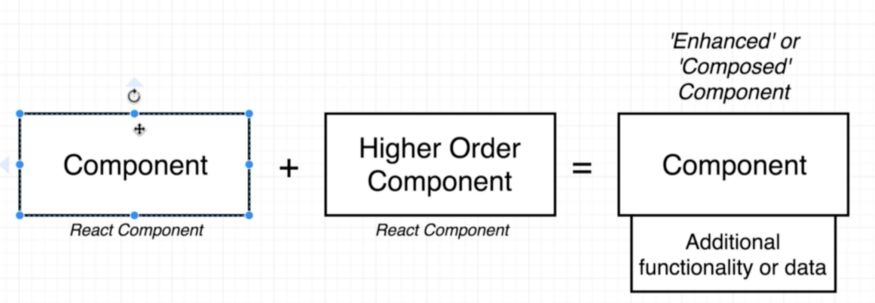 'Enhanced' or
'Composed'
Component
Component
+
Higher Order
Component
=
Component
React Component
React Component
Additional
functionality or data